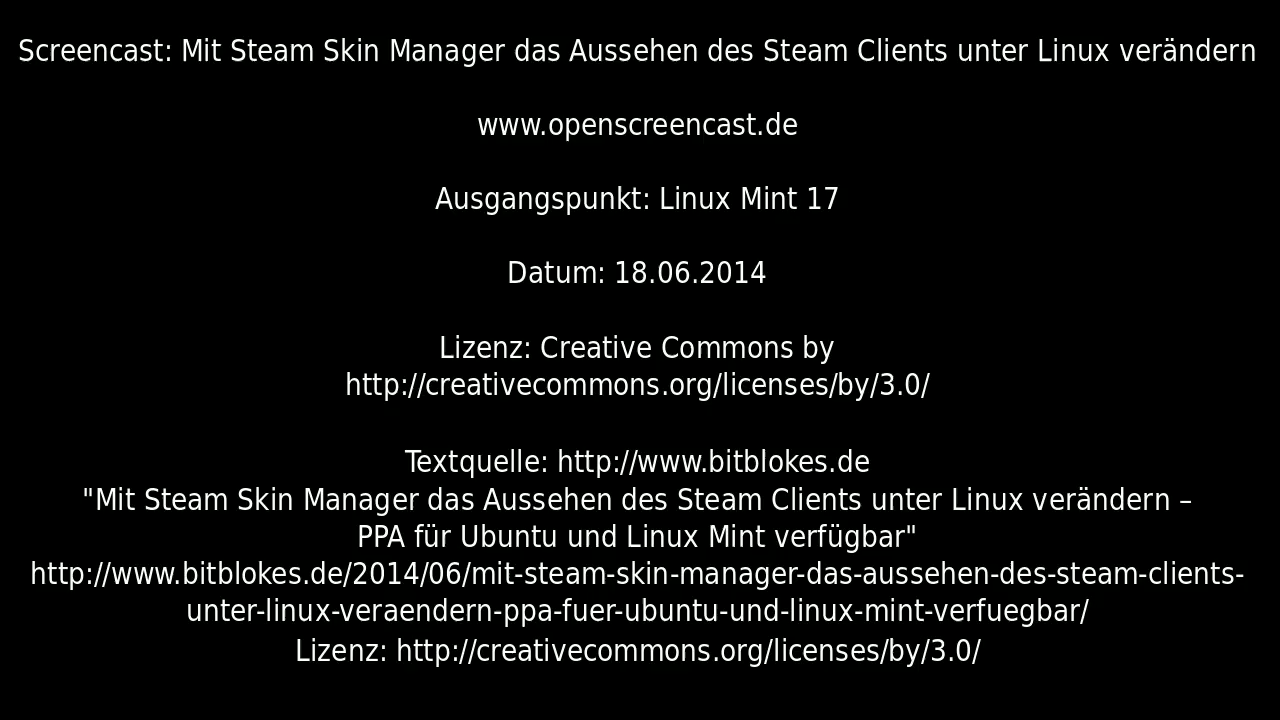 Screencast: Mit Steam Skin Manager das Aussehen des Steam Clients unter Linux verändern
www.openscreencast.de
Ausgangspunkt: Linux Mint 17
Datum: 18.06.2014
Lizenz: Creative Commons by
http://creativecommons.org/licenses/by/3.0/
Textquelle: http://www.bitblokes.de
"Mit Steam Skin Manager das Aussehen des Steam Clients unter Linux verändern –
PPA für Ubuntu und Linux Mint verfügbar"
http://www.bitblokes.de/2014/06/mit-steam-skin-manager-das-aussehen-des-steam-clients-
unter-linux-veraendern-ppa-fuer-ubuntu-und-linux-mint-verfuegbar/
Lizenz: http://creativecommons.org/licenses/by/3.0/